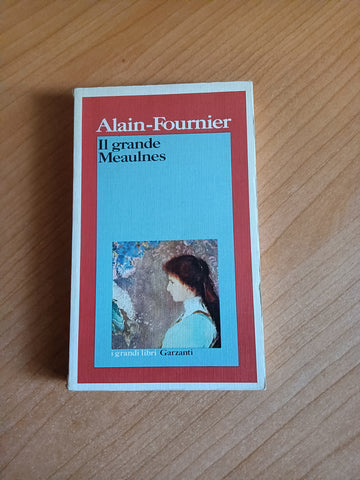 Alain-Fournier
Il grande
Meaulnes
i grandi libri Garzanti